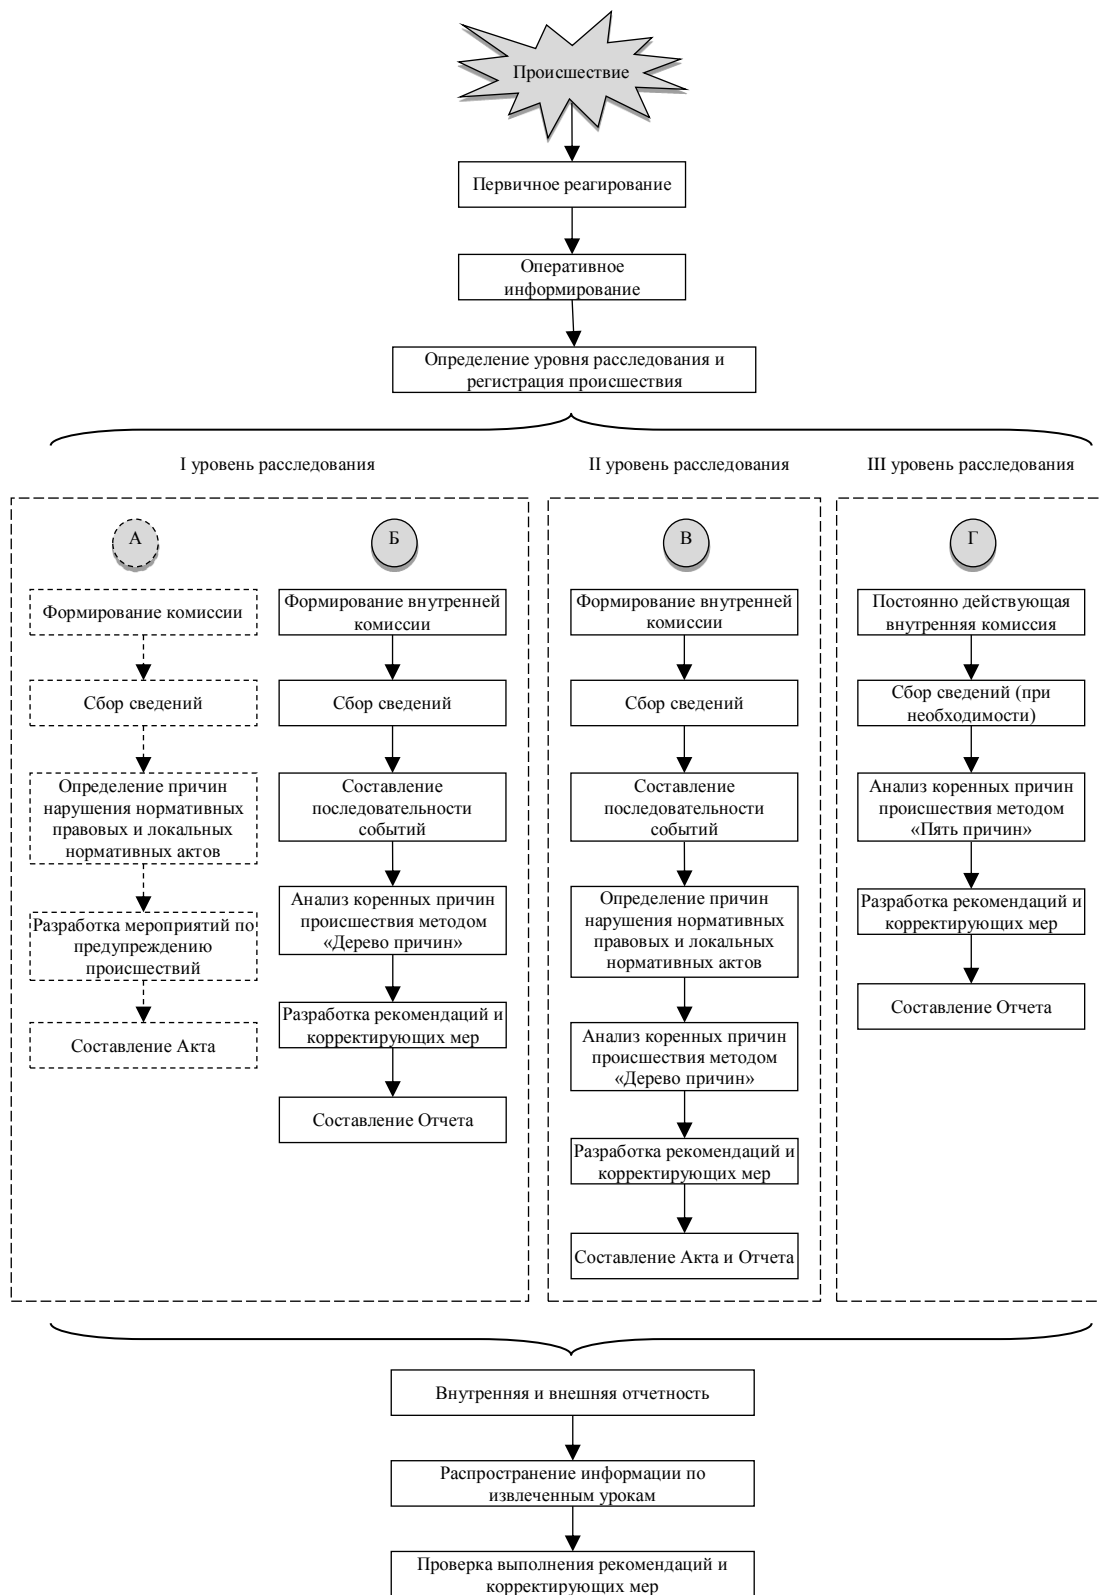 Происшествие
Первичное реагирование
Оперативное
информирование
Определение уровня расследования и
регистрация происшествия
I уровень расследования
II уровень расследования
III уровень расследования
А
Формирование комиссии
Сбор сведений
Определение причин
нарушения нормативных
правовых и локальных
нормативных актов
Разработка мероприятий по
предупреждению
происшествий
Составление Акта
Б
Формирование внутренней
комиссии
Сбор сведений
Составление
последовательности
событий
Анализ коренных причин
происшествия методом
«Дерево причин»
Разработка рекомендаций и
корректирующих мер
Составление Отчета
В
Формирование внутренней
комиссии
Сбор сведений
Составление
последовательности
событий
Определение причин
нарушения нормативных
правовых и локальных
нормативных актов
Анализ коренных причин
происшествия методом
«Дерево причин»
Разработка рекомендаций и
корректирующих мер
Составление Акта и Отчета
Г
Постоянно действующая
внутренняя комиссия
Сбор сведений (при
необходимости)
Анализ коренных причин
происшествия методом
«Пять причин»
Разработка рекомендаций и
корректирующих мер
Составление Отчета
Внутренняя и внешняя отчетность
Распространение информации по
извлеченным урокам
Проверка выполнения рекомендаций и
корректирующих мер